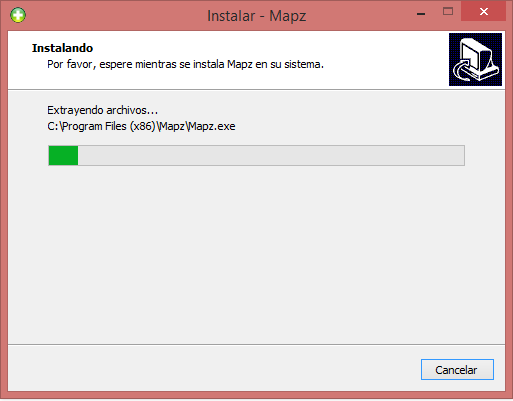 Instalar - Mapz
Instalando
Por favor, espere mientras se instala Mapz en su sistema.
Extrayendo archivos...
C:\Program Files (x86)\Mapz\Mapz.exe
Cancelar